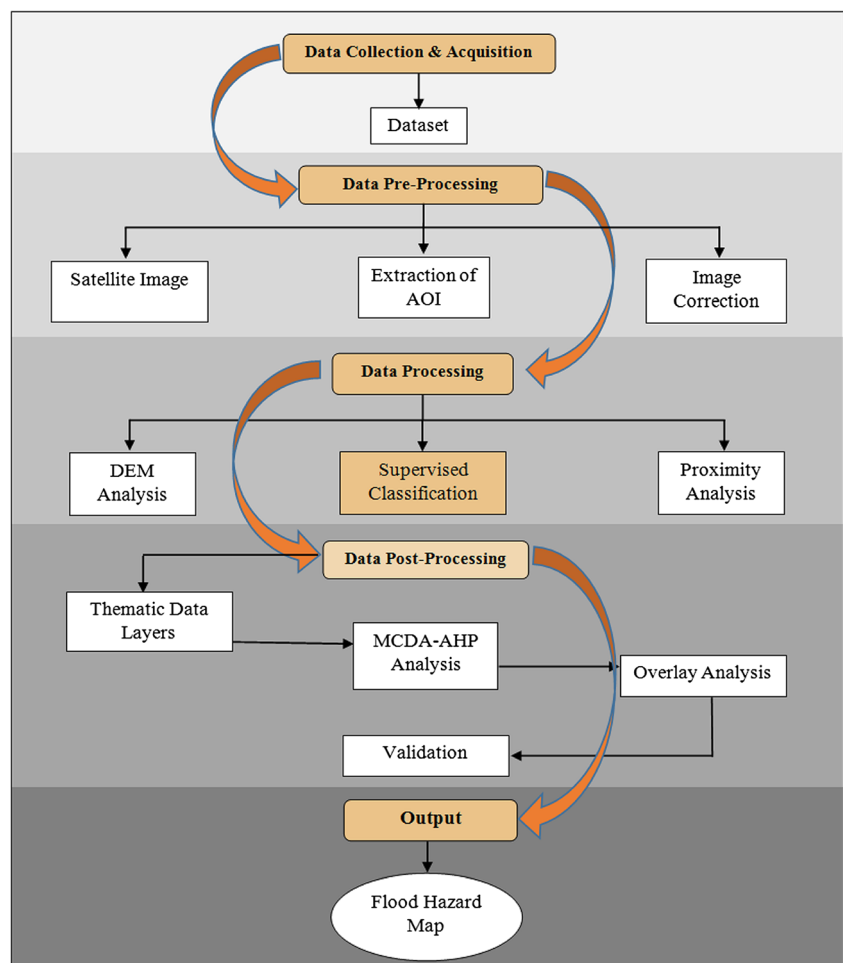 Data Collection & Acquisition
Dataset
Data Pre-Processing
Satellite Image
Extraction of
AOI
Image
Correction
Data Processing
DEM
Analysis
Supervised
Classification
Proximity
Analysis
Data Post-Processing
Thematic Data
Layers
MCDA-AHP
Analysis
Overlay Analysis
Validation
Output
Flood Hazard
Map